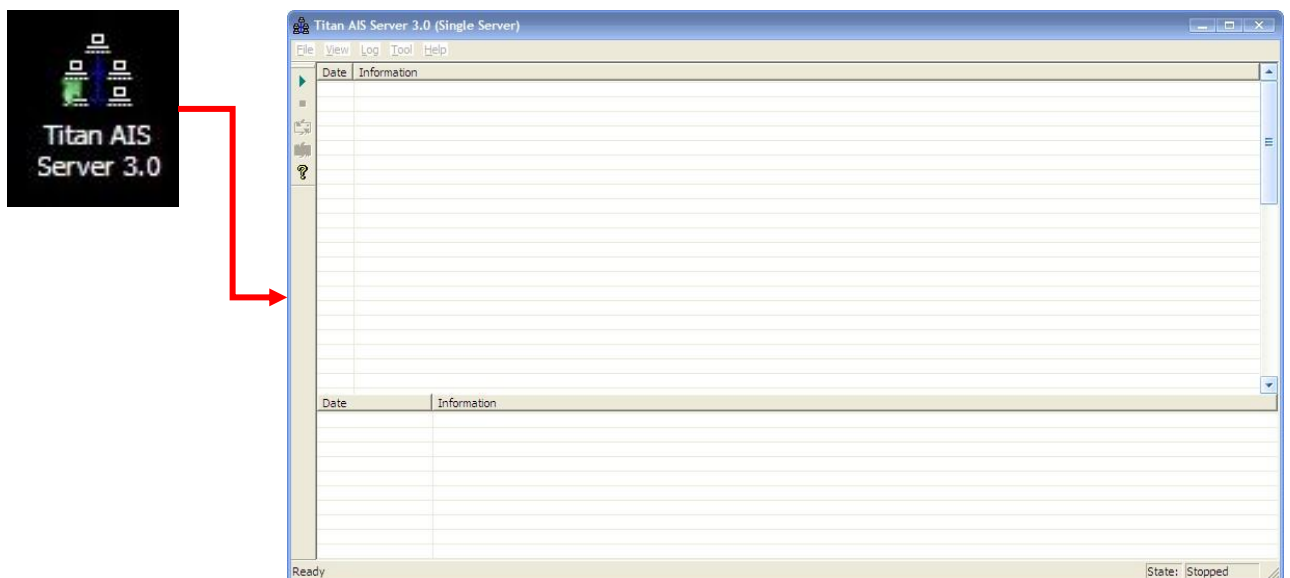 Titan AIS
Server 3.0
Titan AIS Server 3.0 (Single Server)
File View Log Tool Help
Date Information
Date Information
Ready State: Stopped